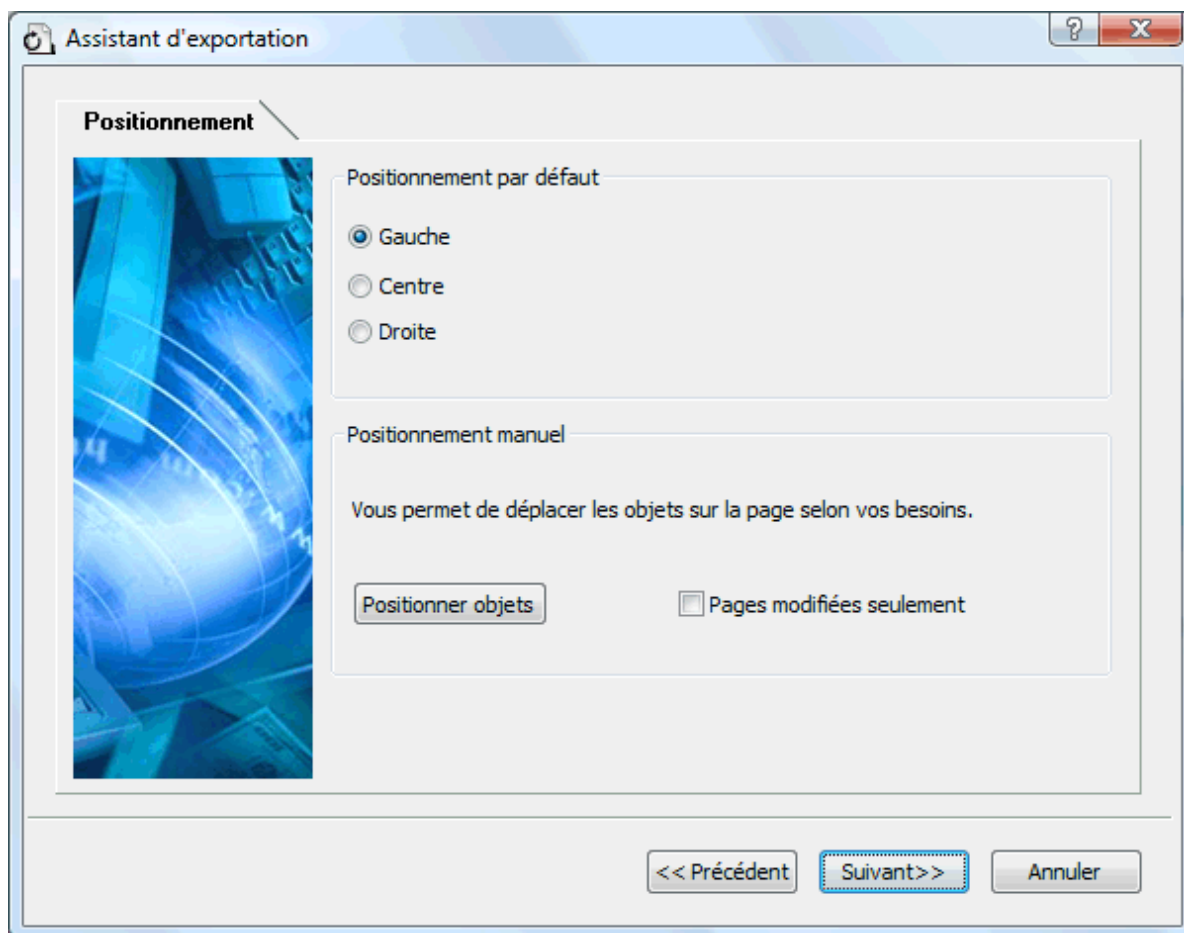 Assistant d'exportation
Positionnement
Positionnement par défaut
Gauche
Centre
Droite
Positionnement manuel
Vous permet de déplacer les objets sur la page selon vos besoins.
Positionner objets
Pages modifiées seulement
<< Précédent
Suivant>>
Annuler